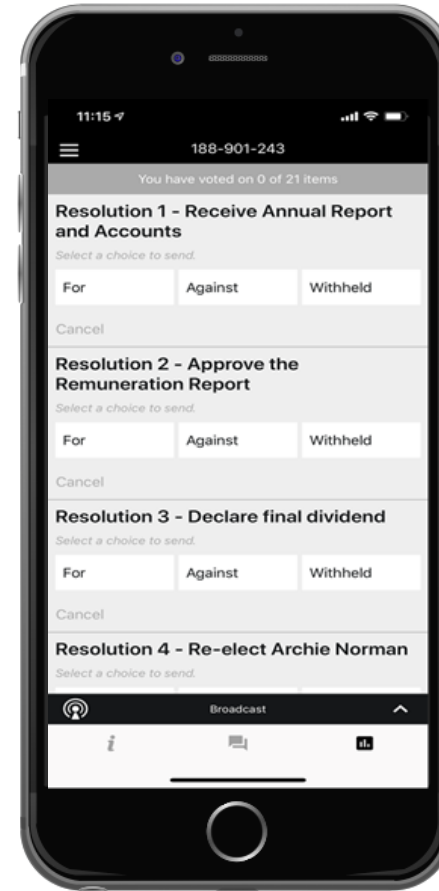 11:15
188-901-243
You have voted on 0 of 21 items
Resolution 1 - Receive Annual Report
and Accounts
Select a choice to send.
For Against Withheld
Cancel
Resolution 2 - Approve the
Remuneration Report
Select a choice to send.
For Against Withheld
Cancel
Resolution 3 - Declare final dividend
Select a choice to send.
For Against Withheld
Cancel
Resolution 4 - Re-elect Archie Norman
Select a choice to send.
Broadcast
i